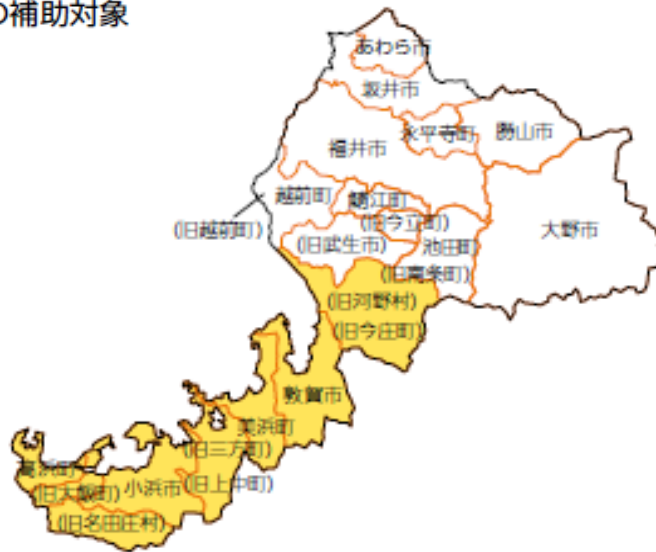 の補助対象
あわら市
坂井市
永平寺町
勝山市
福井市
越前町
鯖江町
(旧今立町)
大野市
(旧越前町)
(旧武生市)
池田町
(旧南条町)
(旧河野村)
(旧今庄町)
敦賀市
美浜町
(旧三方町)
高浜町
(旧大飯町)
小浜市
(旧上中町)
(旧名田庄村)